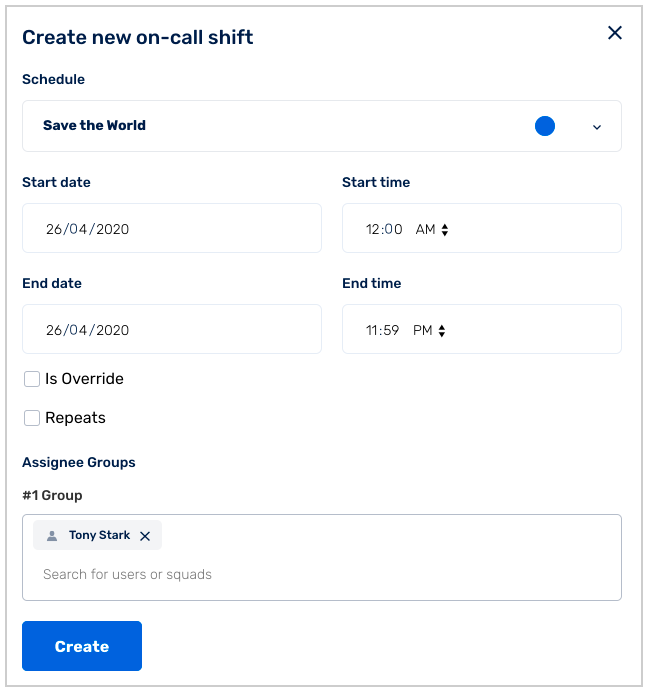 Create new on-call shift
Schedule
Save the World
Start date
Start time
26/04/2020
12:00 AM
End date
End time
26/04/2020
11:59 PM
Is Override
Repeats
Assignee Groups
#1 Group
Tony Stark
Search for users or squads
Create